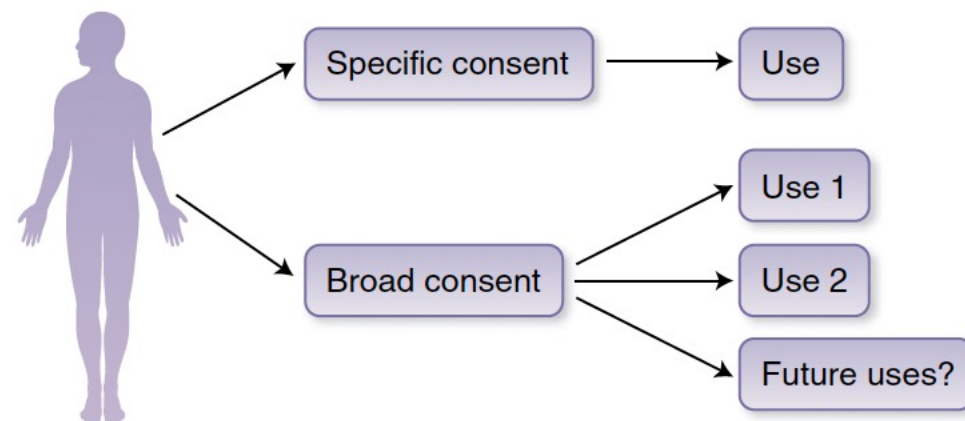 Specific consent
Use
Use 1
Broad consent
Use 2
Future uses?